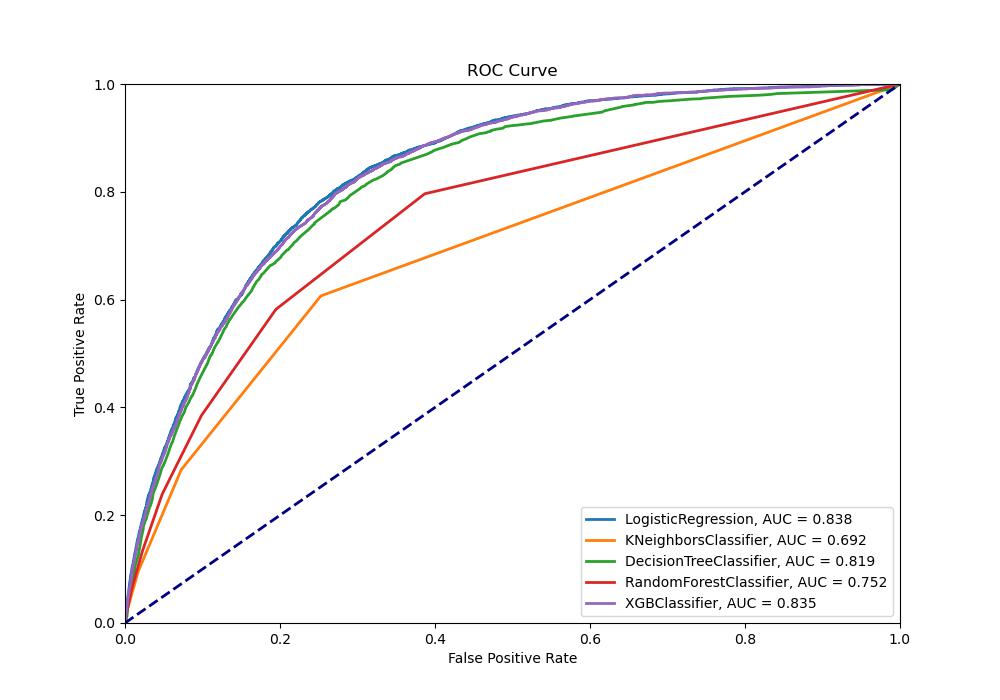 ROC Curve
True Positive Rate
1.0
0.8
0.6
0.4
0.2
0.0
LogisticRegression, AUC = 0.838
KNeighborsClassifier, AUC = 0.692
DecisionTreeClassifier, AUC = 0.819
RandomForestClassifier, AUC = 0.752
XGBClassifier, AUC = 0.835
0.0 0.2 0.4 0.6 0.8 1.0
False Positive Rate